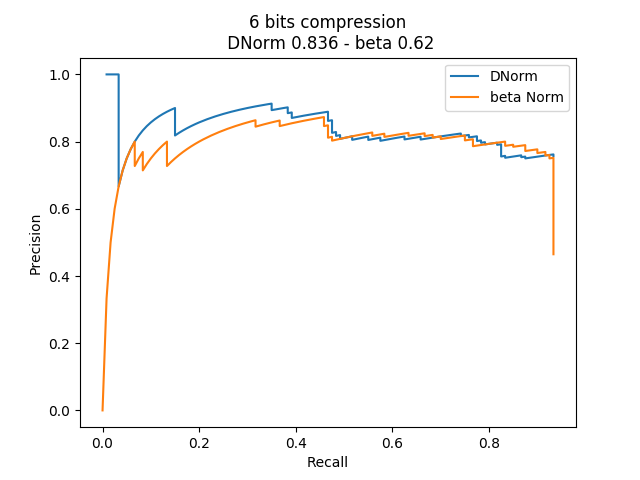 6 bits compression
DNorm 0.836 - beta 0.62
DNorm
beta Norm
1.0
0.8
0.6
0.4
0.2
0.0
Precision
0.0 0.2 0.4 0.6 0.8
Recall